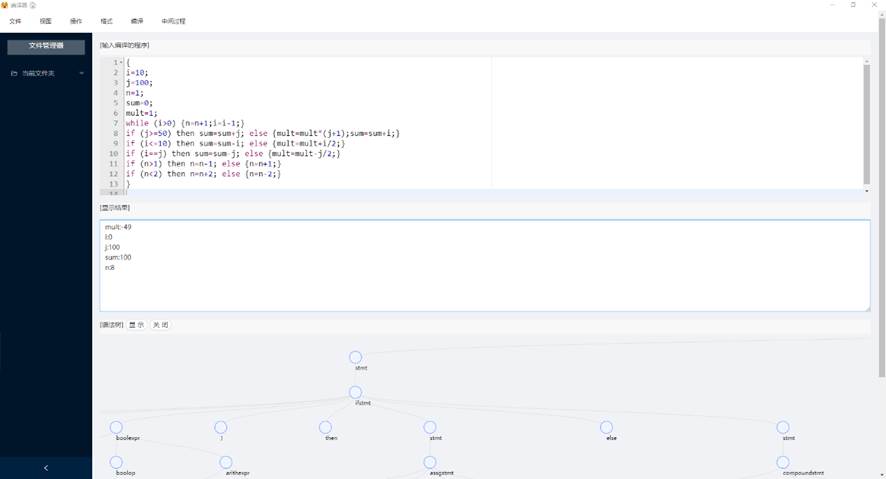 编译器
文件 视图 操作 格式 编译 中间过程
文件管理器
当前文件夹
[输入编译的程序]
1 {
2 i=10;
3 j=100;
4 n=1;
5 sum=0;
6 mult=1;
7 while (i>0) {n=n+1;i=i-1;}
8 if (j>=50) then sum=sum+j; else {mult=mult*(j+1);sum=sum+i;}
9 if (i<=10) then sum=sum-i; else {mult=mult+i/2;}
10 if (i==j) then sum=sum-j; else {mult=mult-j/2;}
11 if (n>1) then n=n-1; else {n=n+1;}
12 if (n<2) then n=n+2; else {n=n-2;}
13 }
14
[显示结果]
mult:-49
i:0
j:100
sum:100
n:8
[语法树] 显 示 关 闭
stmt
ifstmt
boolexpr ) then stmt else stmt
boolop arithexpr assgstmt compoundstmt